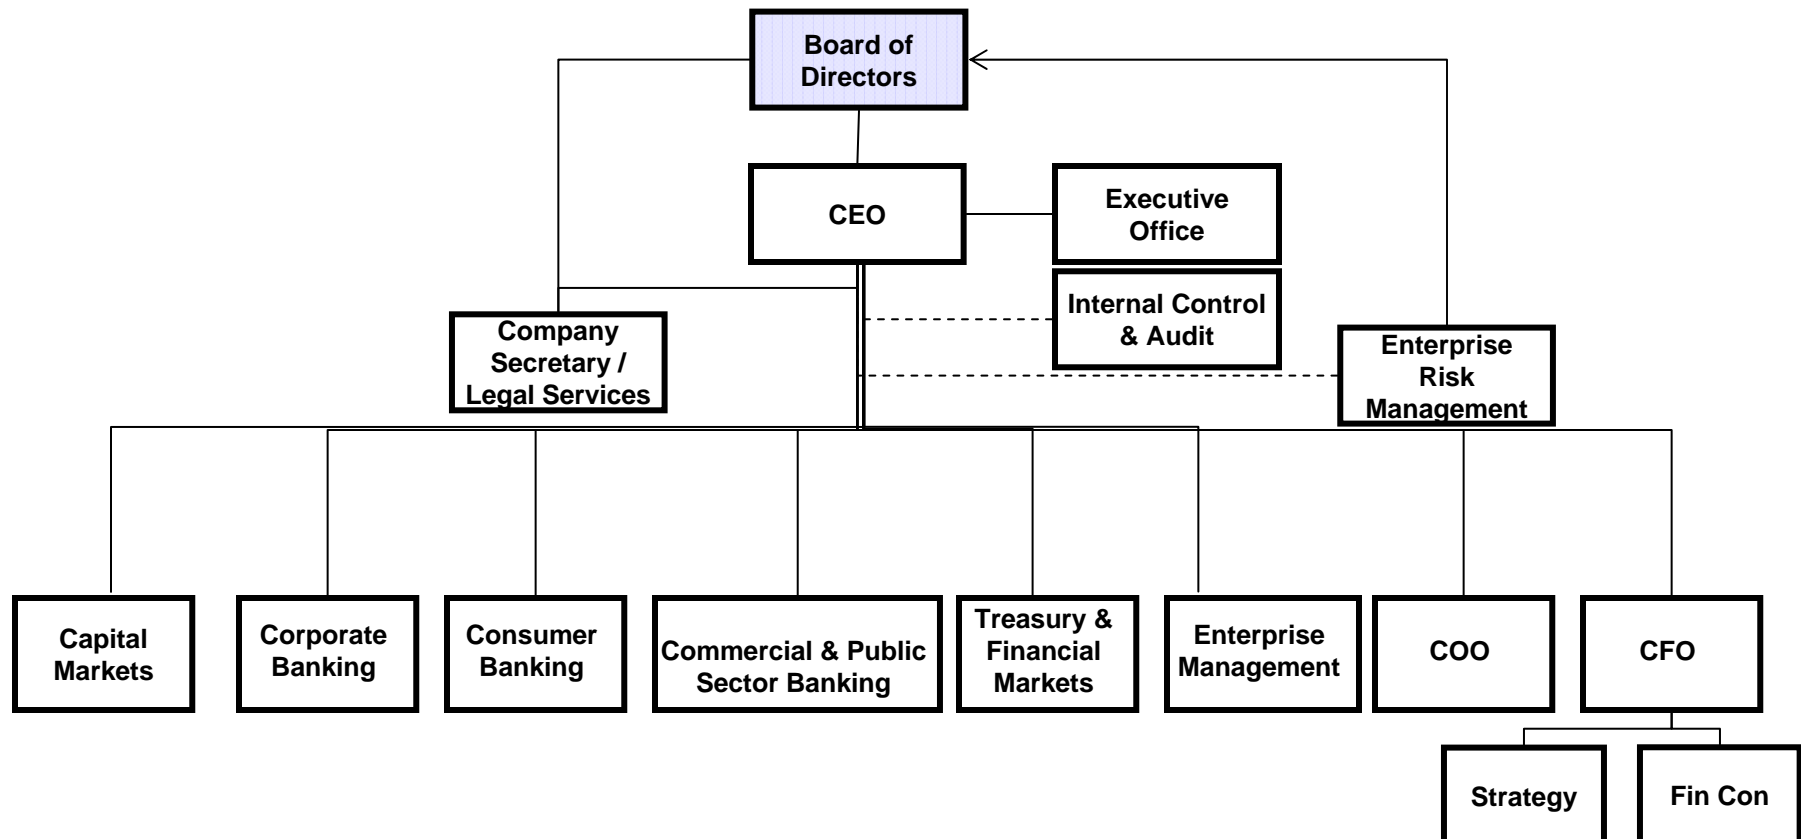 Board of
Directors
CEO
Executive
Office
Internal Control
& Audit
Company
Secretary /
Legal Services
Enterprise
Risk
Management
Capital
Markets
Corporate
Banking
Consumer
Banking
Commercial & Public
Sector Banking
Treasury &
Financial
Markets
Enterprise
Management
COO
CFO
Strategy
Fin Con